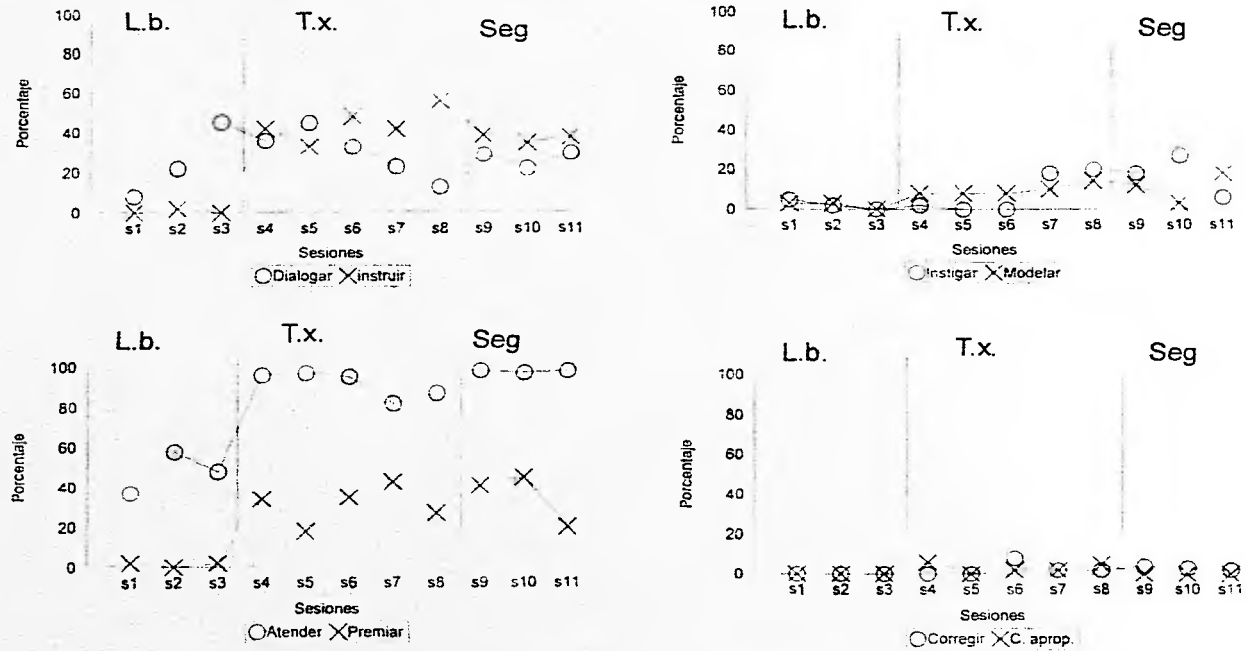 L.b. T.x. Seg
100
80
60
40
20
0
Porcentaje
s1 s2 s3 s4 s5 s6 s7 s8 s9 s10 s11
Sesiones
Dialogar instruir
L.b. T.x. Seg
100
80
60
40
20
0
Porcentaje
s1 s2 s3 s4 s5 s6 s7 s8 s9 s10 s11
Sesiones
Instigar Modelar
L.b. T.x. Seg
100
80
60
40
20
0
Porcentaje
s1 s2 s3 s4 s5 s6 s7 s8 s9 s10 s11
Sesiones
Atender Premiar
L.b. T.x. Seg
100
80
60
40
20
0
Porcentaje
s1 s2 s3 s4 s5 s6 s7 s8 s9 s10 s11
Sesiones
Corregir C. aprop.